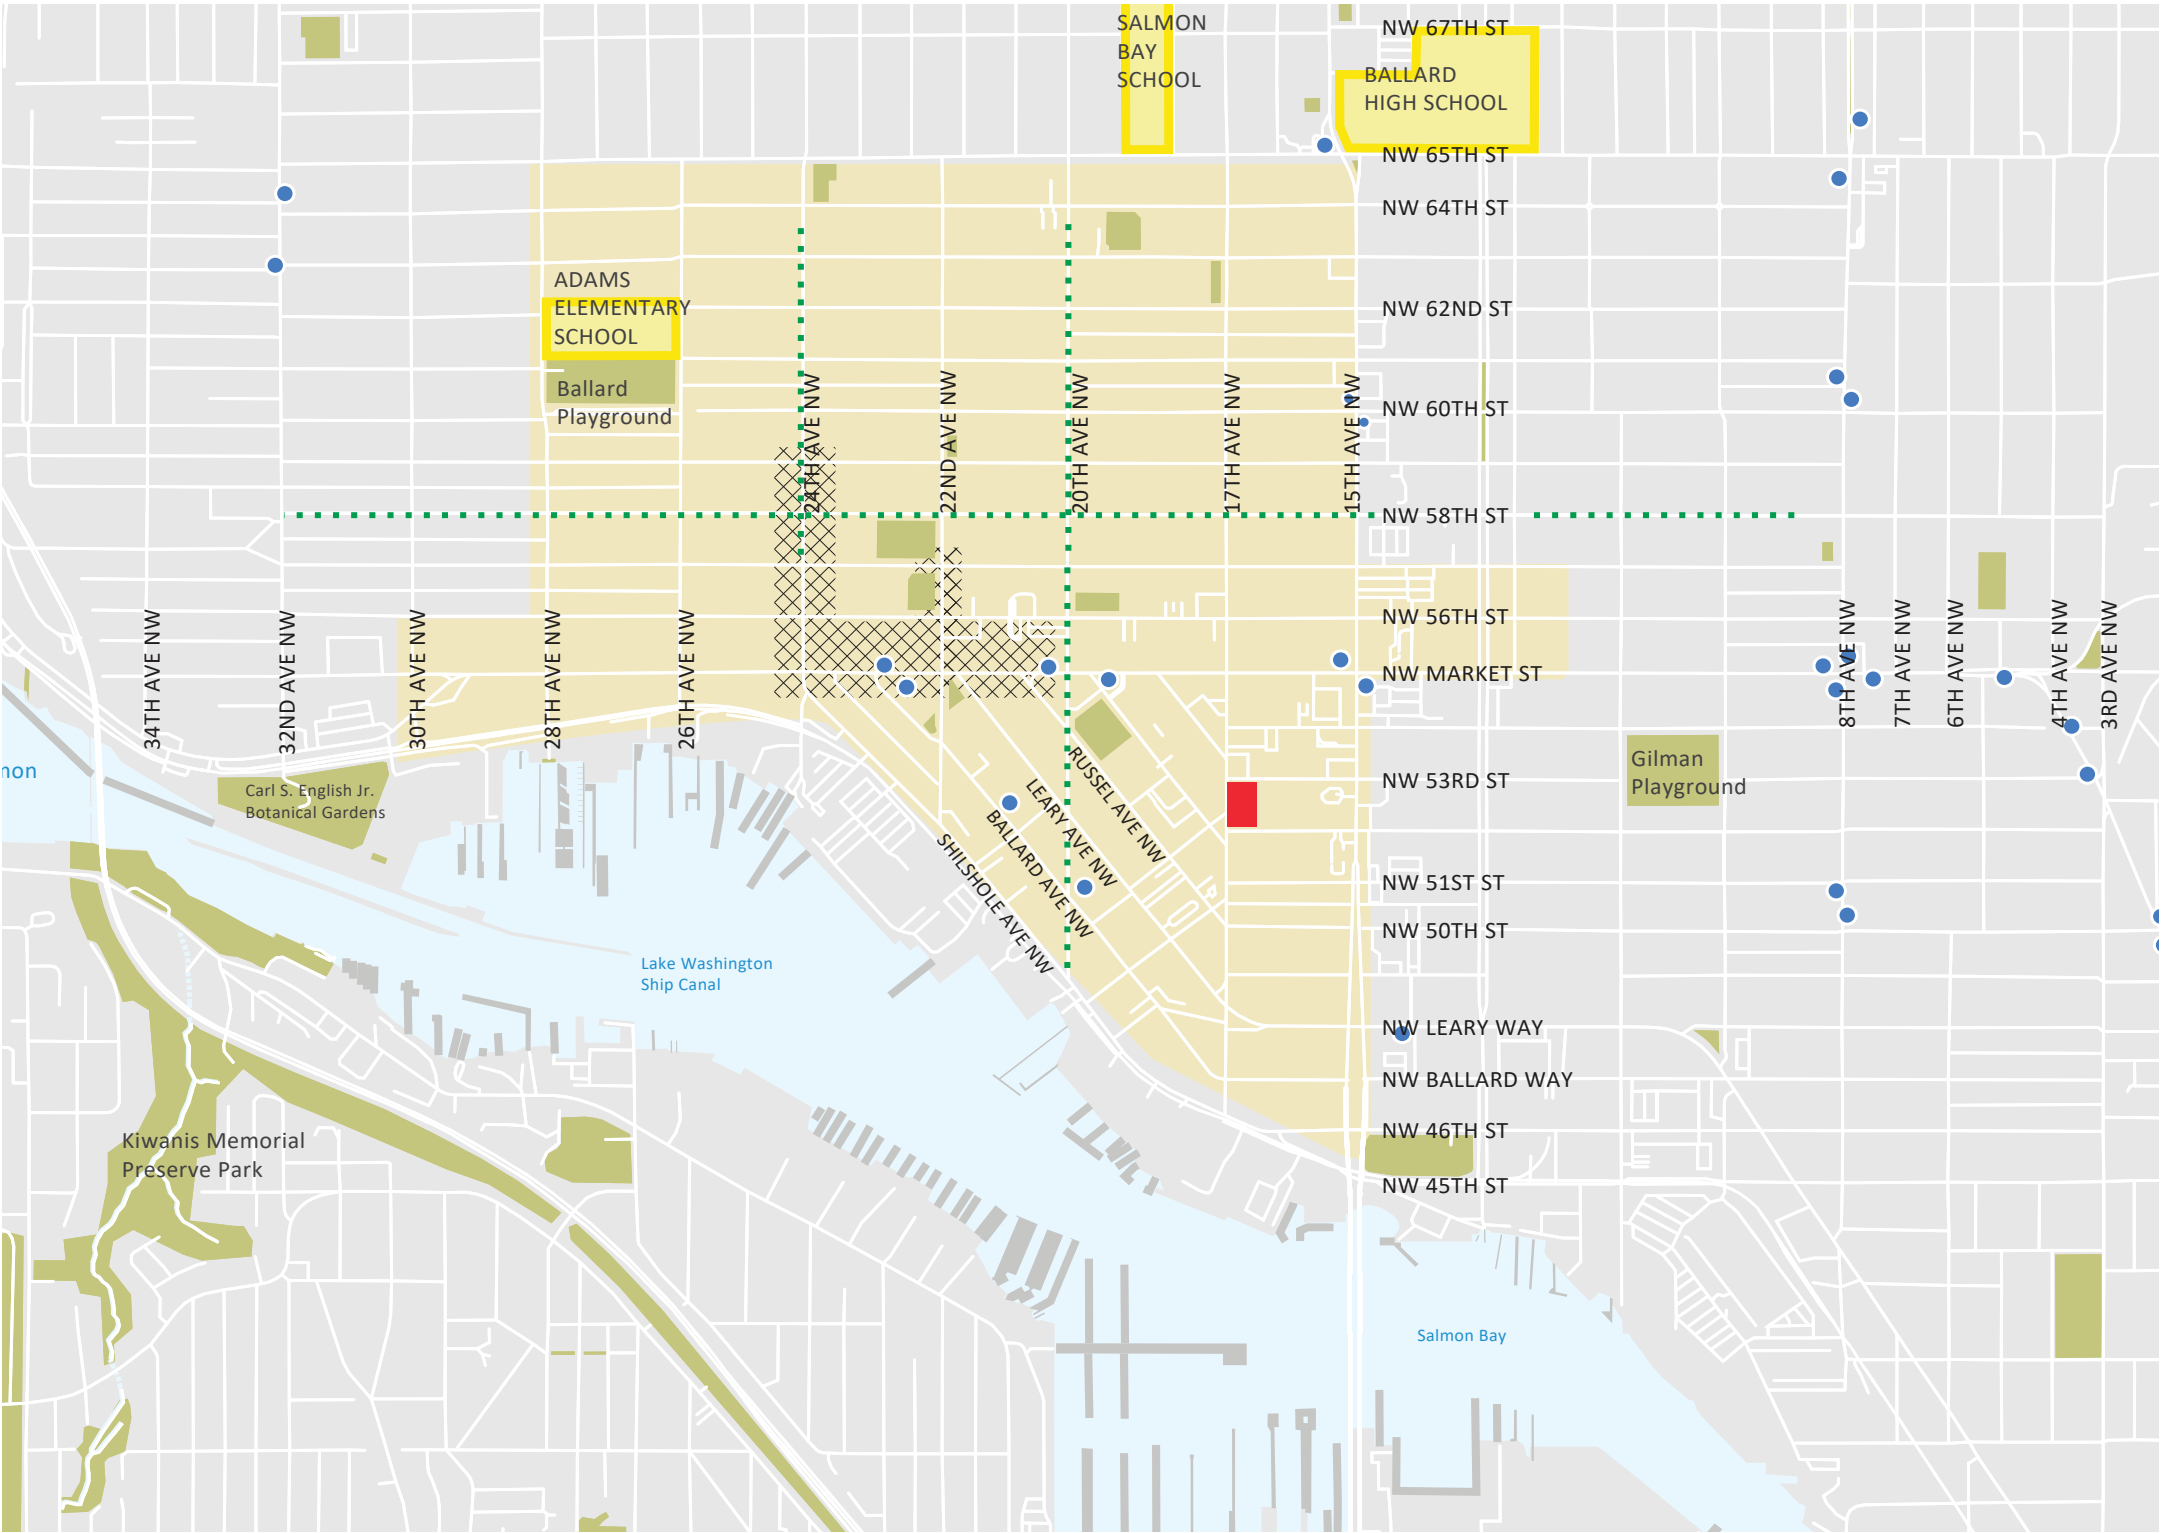 SALMON
BAY
SCHOOL
NW 67TH ST
BALLARD
HIGH SCHOOL
NW 65TH ST
NW 64TH ST
ADAMS
ELEMENTARY
SCHOOL
NW 62ND ST
Ballard
Playground
24TH AVE NW
22ND AVE NW
20TH AVE NW
17TH AVE NW
15TH AVE NW
NW 60TH ST
NW 58TH ST
NW 56TH ST
NW MARKET ST
34TH AVE NW
32ND AVE NW
30TH AVE NW
28TH AVE NW
26TH AVE NW
8TH AVE NW
7TH AVE NW
6TH AVE NW
4TH AVE NW
3RD AVE NW
non
Carl S. English Jr.
Botanical Gardens
RUSSEL AVE NW
LEARY AVE NW
BALLARD AVE NW
SHILSHOLE AVE NW
NW 53RD ST
Gilman
Playground
NW 51ST ST
NW 50TH ST
Lake Washington
Ship Canal
NW LEARY WAY
NW BALLARD WAY
NW 46TH ST
Kiwanis Memorial
Preserve Park
NW 45TH ST
Salmon Bay